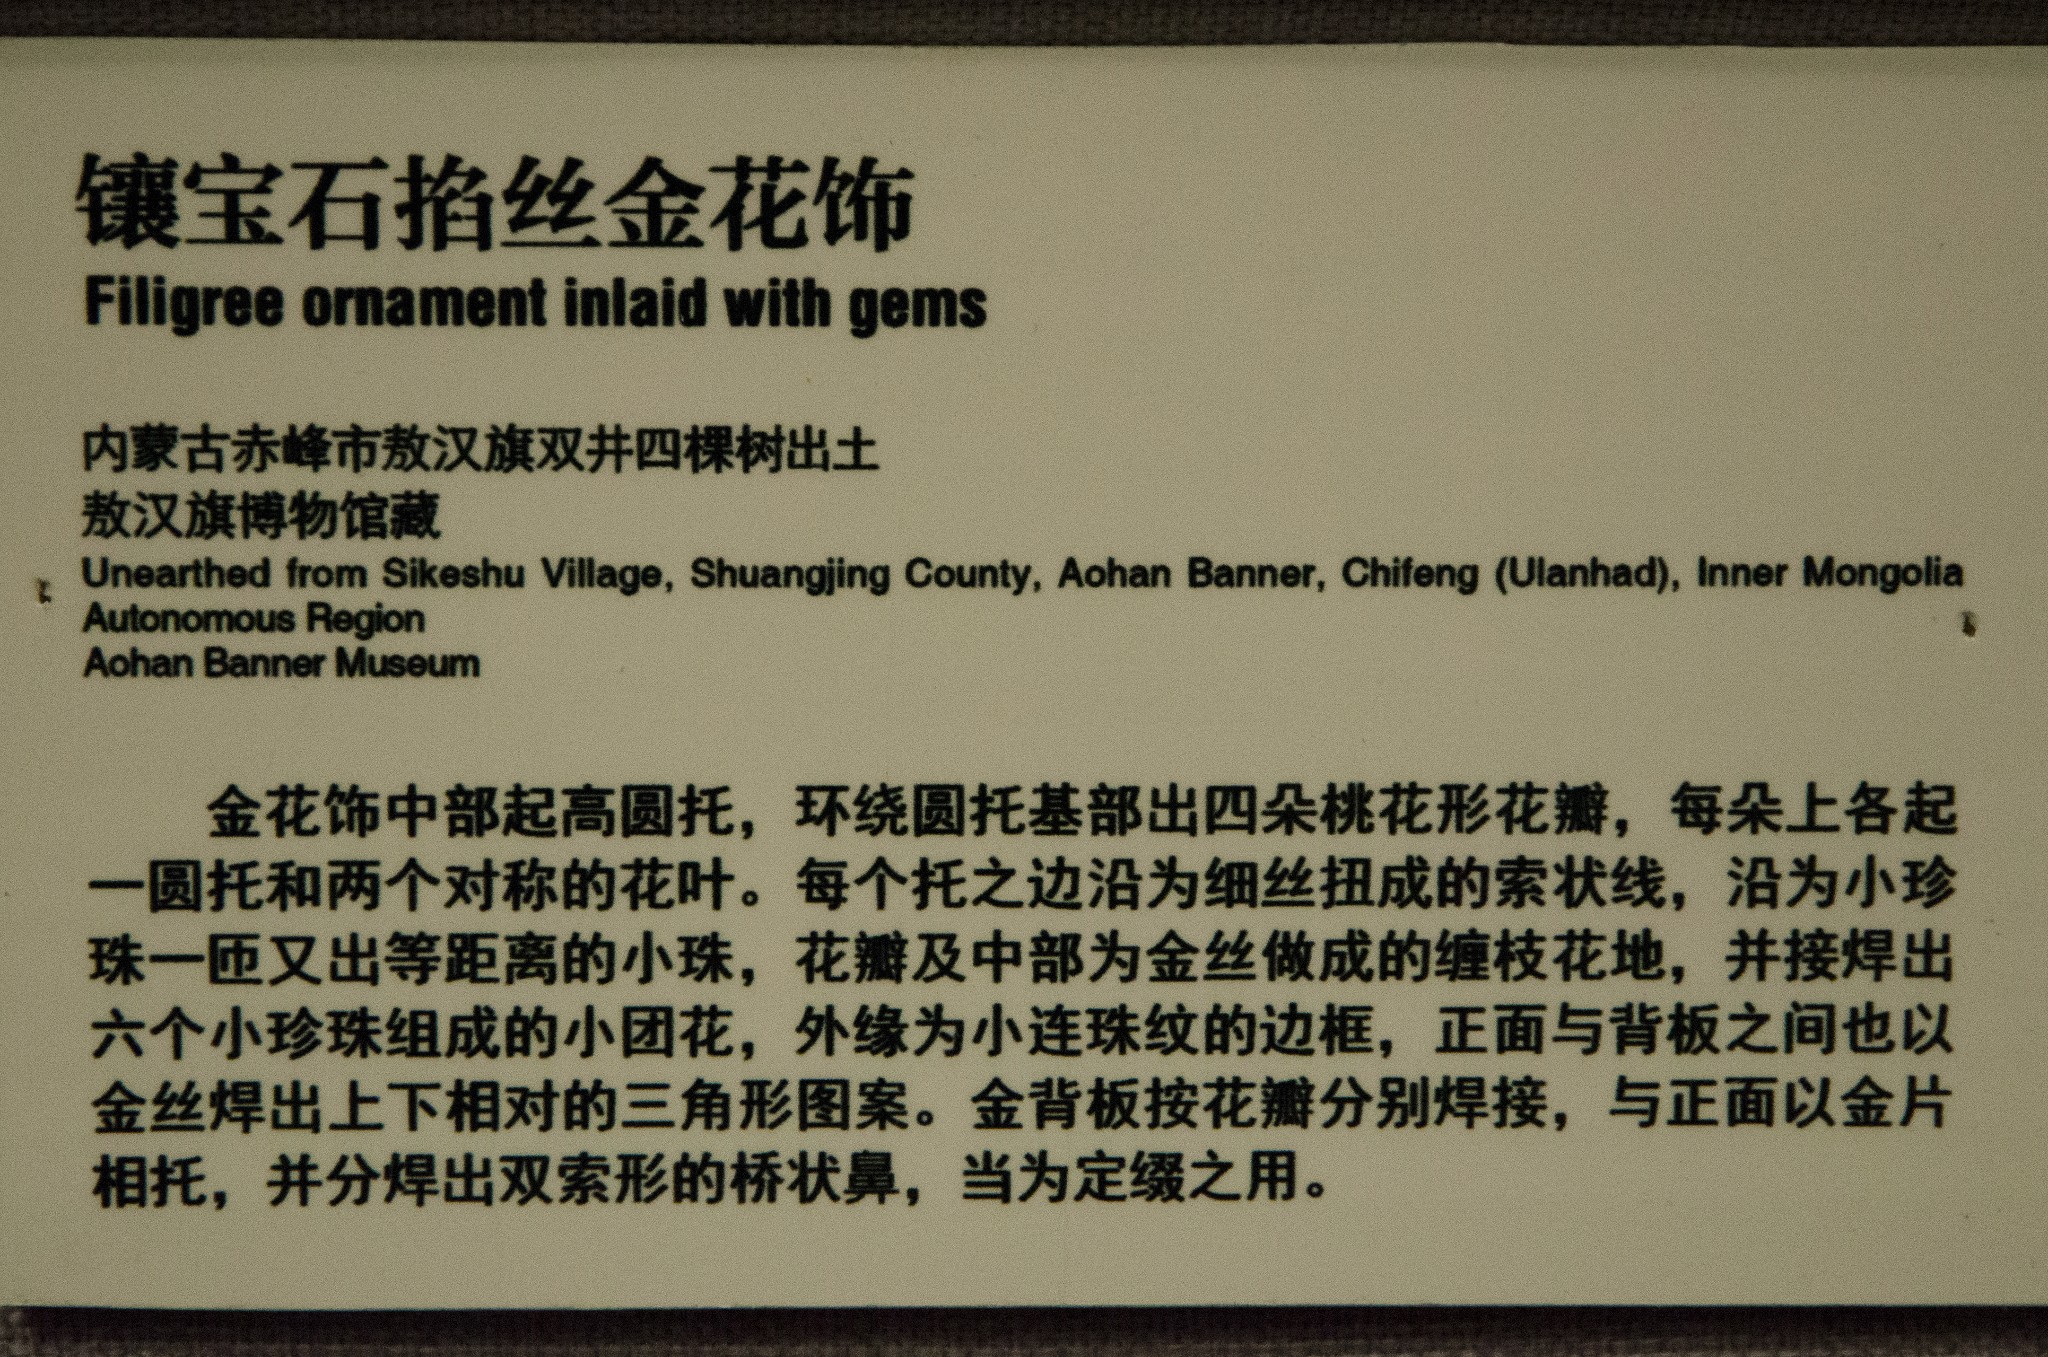 镶宝石掐丝金花饰
Filigree ornament inlaid with gems
内蒙古赤峰市敖汉旗双井四棵树出土
敖汉旗博物馆藏
Unearthed from Sikeshu Village, Shuangjing County, Aohan Banner, Chifeng (Ulanhad), Inner Mongolia
Autonomous Region
Aohan Banner Museum
金花饰中部起高圆托，环绕圆托基部出四朵桃花形花瓣，每朵上各起
一圆托和两个对称的花叶。每个托之边沿为细丝扭成的索状线，沿为小珍
珠一匝又出等距离的小珠，花瓣及中部为金丝做成的缠枝花地，并接焊出
六个小珍珠组成的小团花，外缘为小连珠纹的边框，正面与背板之间也以
金丝焊出上下相对的三角形图案。金背板按花瓣分别焊接，与正面以金片
相托，并分焊出双索形的桥状鼻，当为定缀之用。